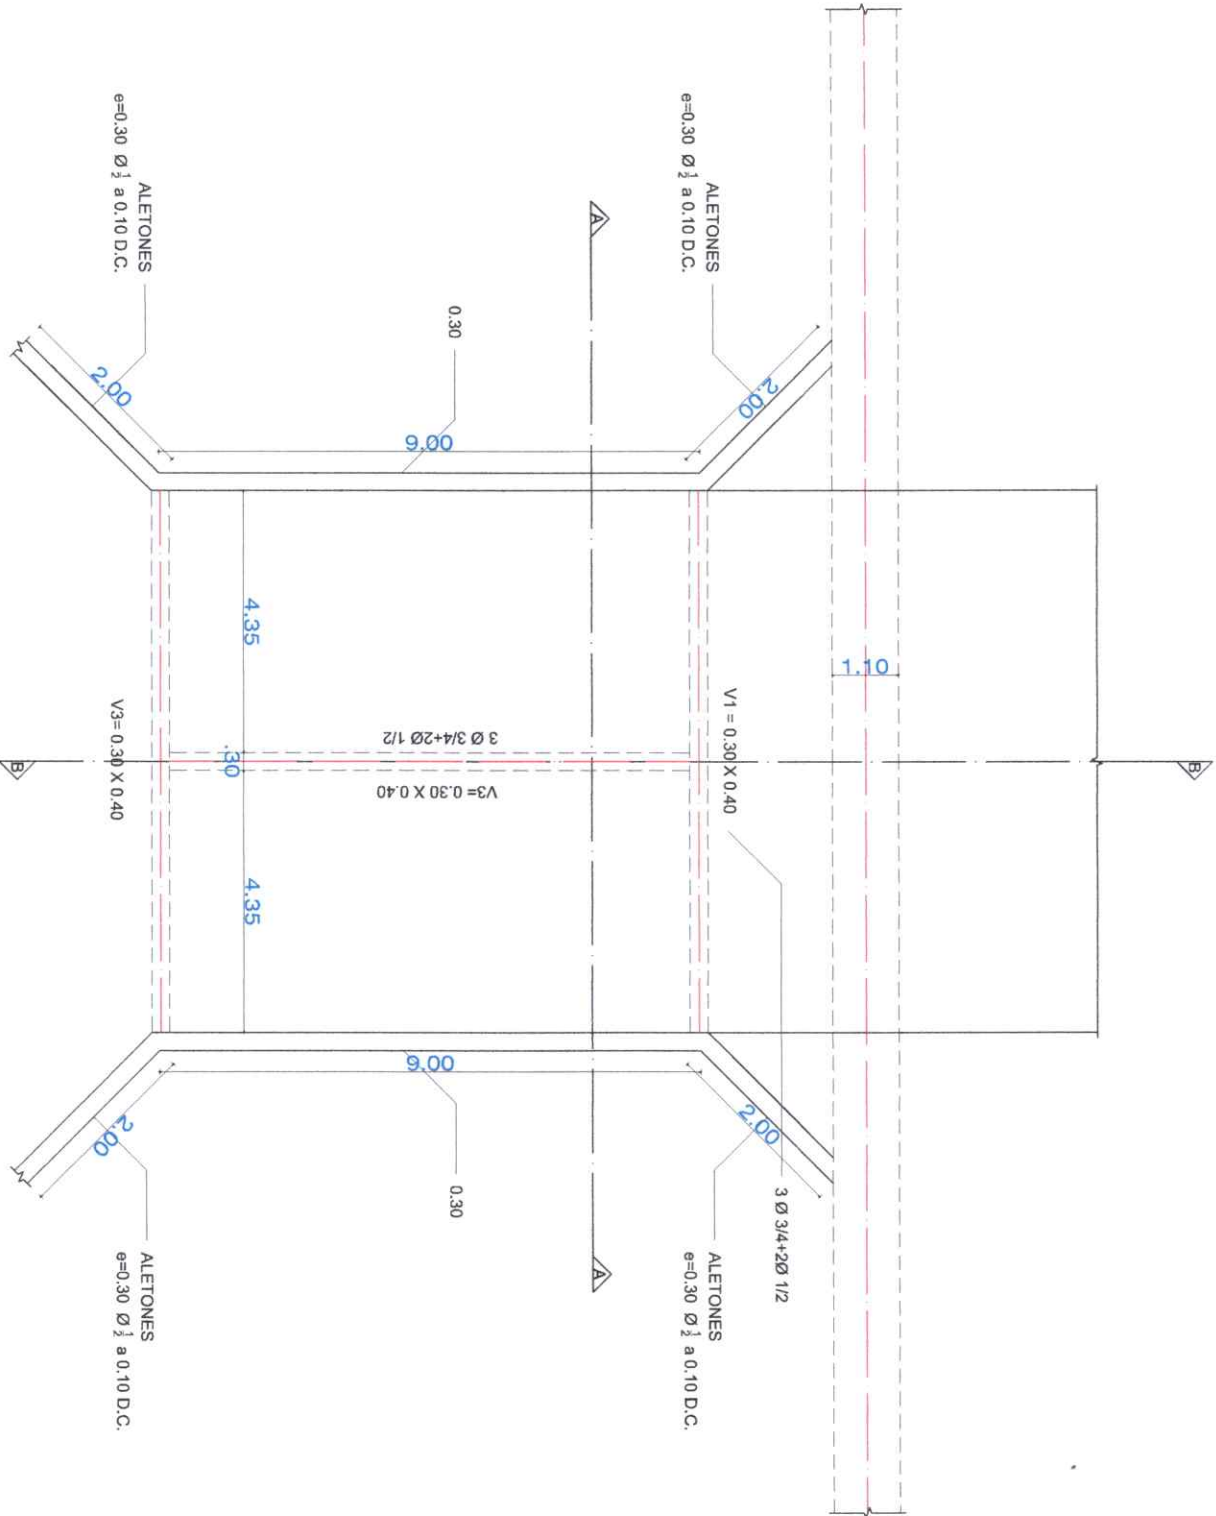 ALETONES
e=0.30 Ø 1/2 a 0.10 D.C.
ALETONES
e=0.30 Ø 1/2 a 0.10 D.C.
A
0.30
2.00
9.00
2.00
4.35
1.10
3 Ø 3/4+2Ø 1/2
V3= 0.30 X 0.40
V3= 0.30 X 0.40
.30
V1 = 0.30 X 0.40
B
B
4.35
9.00
2.00
2.00
0.30
3 Ø 3/4+2Ø 1/2
A
ALETONES
e=0.30 Ø 1/2 a 0.10 D.C.
ALETONES
e=0.30 Ø 1/2 a 0.10 D.C.